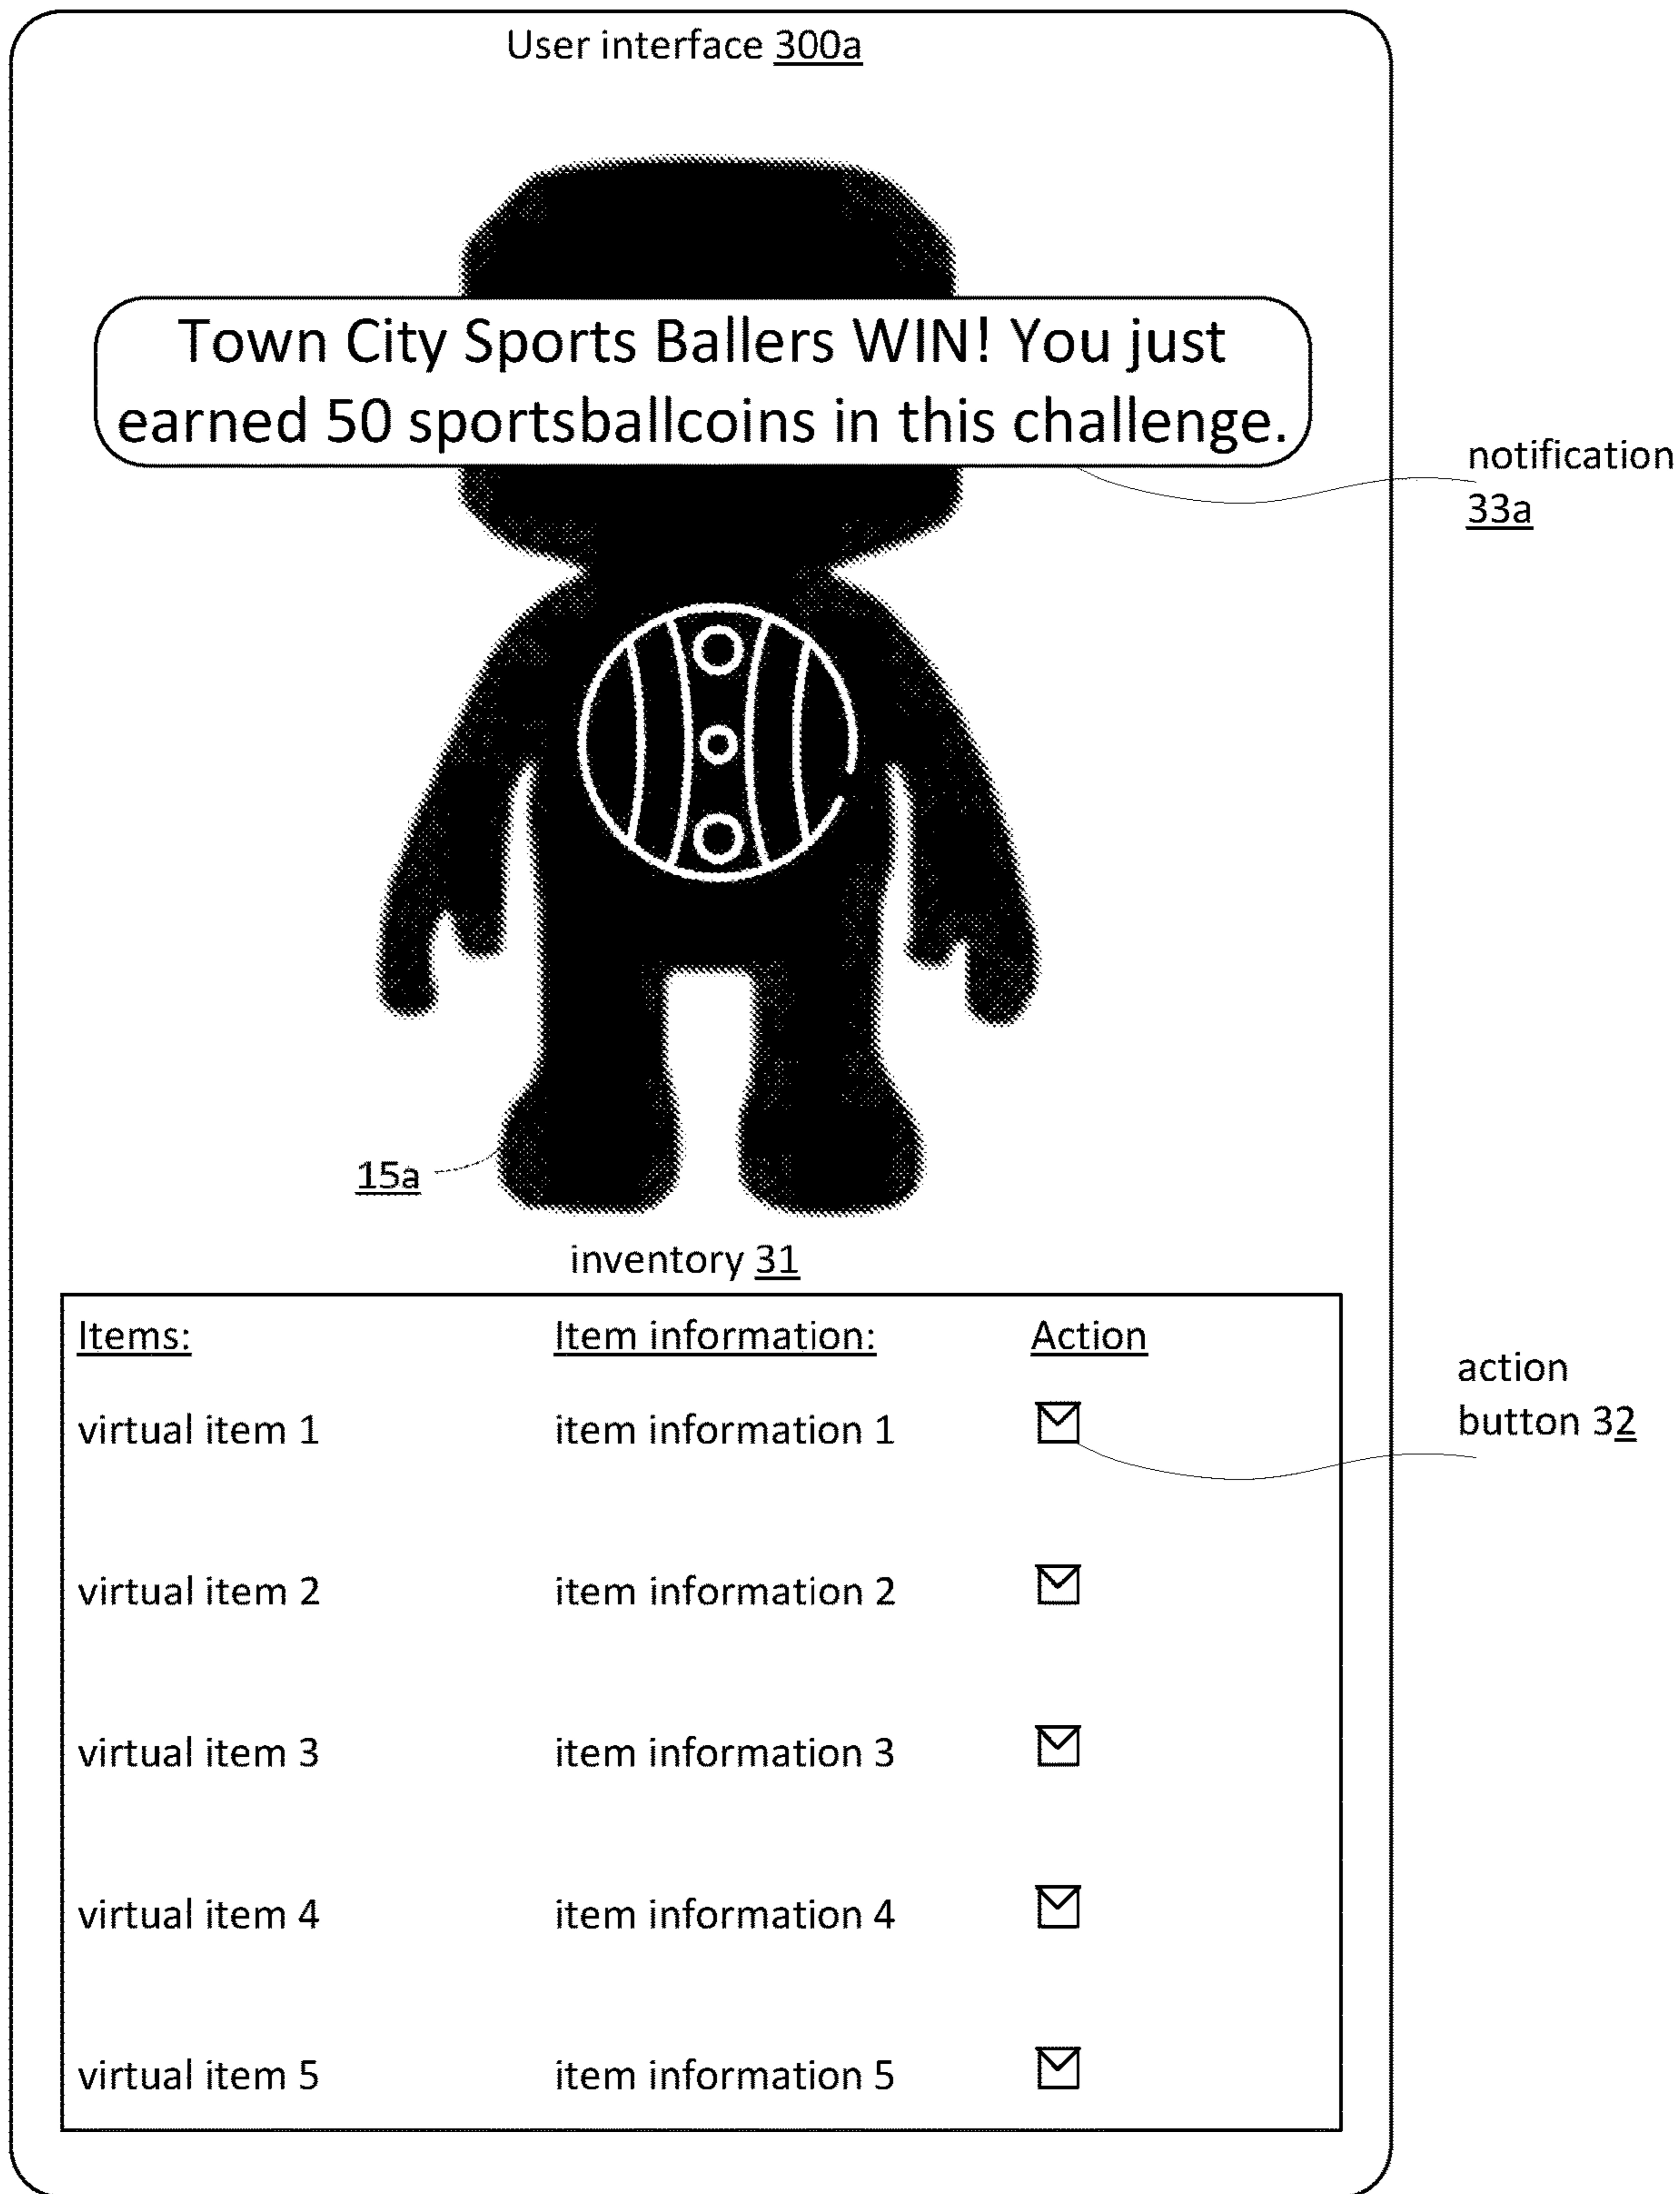 User interface 300a
Town City Sports Ballers WIN! You just
earned 50 sportsballcoins in this challenge.
notification
33a
15a
inventory 31
Items: Item information: Action
action
button 32
virtual item 1 item information 1
virtual item 2 item information 2
virtual item 3 item information 3
virtual item 4 item information 4
virtual item 5 item information 5